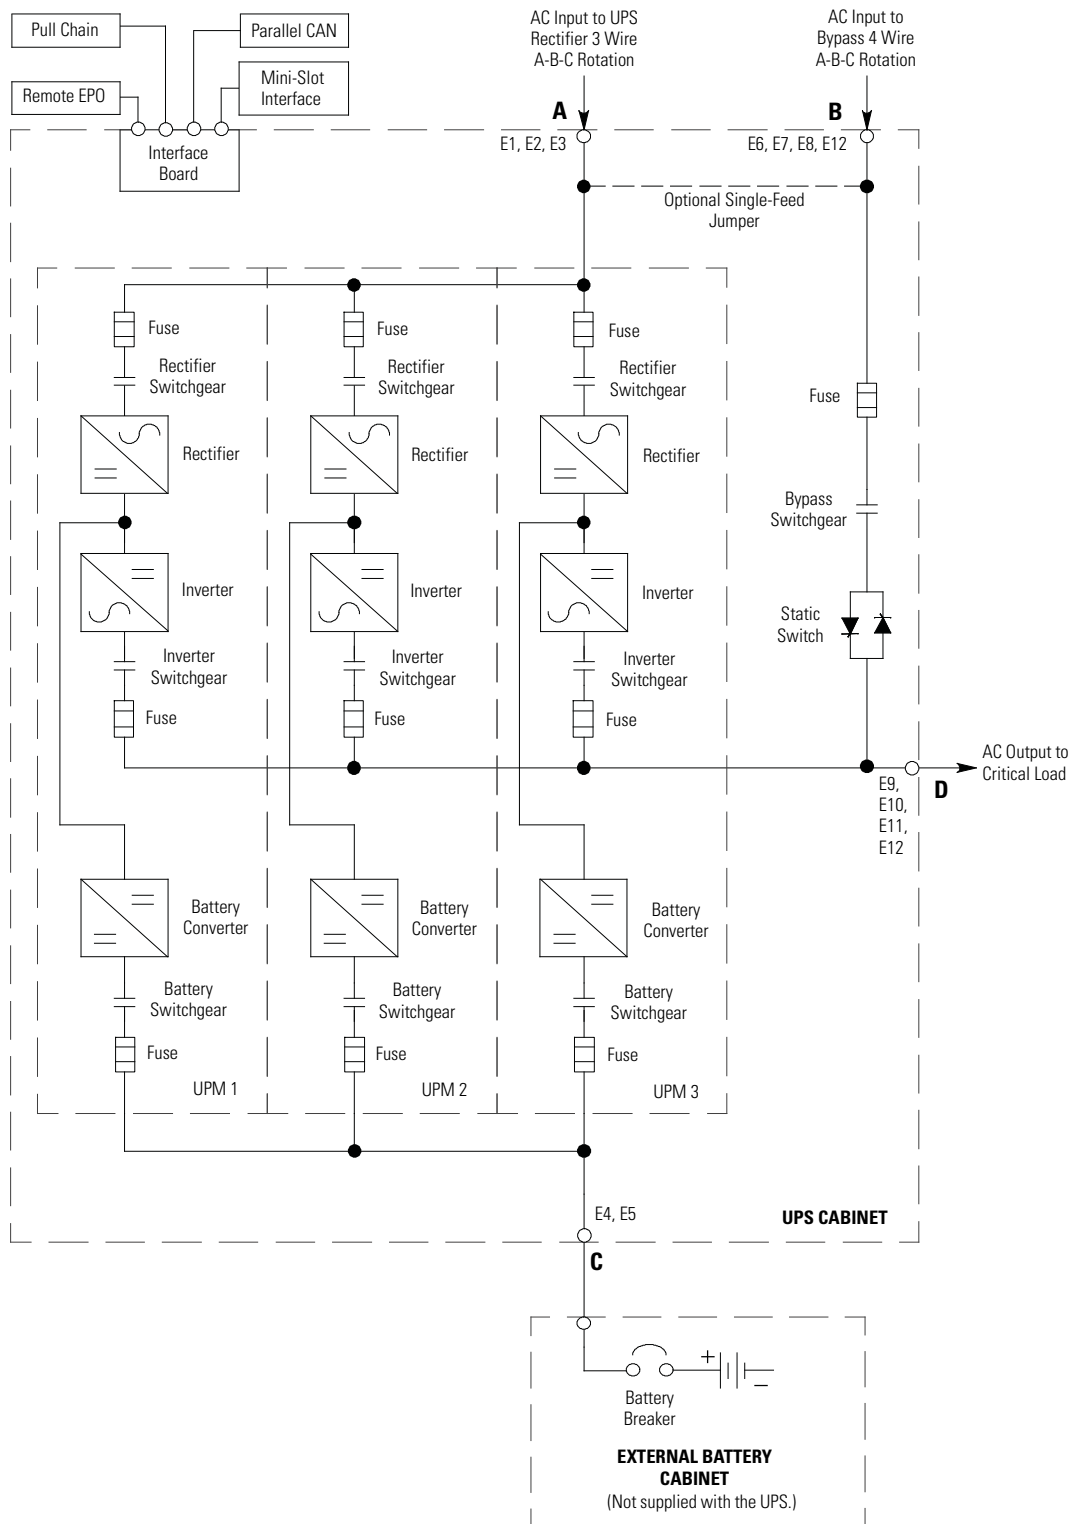 Pull Chain
Parallel CAN
Remote EPO
Mini-Slot
Interface
Interface
Board
AC Input to UPS
Rectifier 3 Wire
A-B-C Rotation
AC Input to
Bypass 4 Wire
A-B-C Rotation
A
B
E1, E2, E3
E6, E7, E8, E12
Optional Single-Feed
Jumper
Fuse
Fuse
Fuse
Rectifier
Switchgear
Rectifier
Switchgear
Rectifier
Switchgear
Fuse
Rectifier
Rectifier
Rectifier
Bypass
Switchgear
Inverter
Inverter
Inverter
Static
Switch
Inverter
Switchgear
Inverter
Switchgear
Inverter
Switchgear
Fuse
Fuse
Fuse
AC Output to
Critical Load
D
E9,
E10,
E11,
E12
Battery
Converter
Battery
Converter
Battery
Converter
Battery
Switchgear
Battery
Switchgear
Battery
Switchgear
Fuse
Fuse
Fuse
UPM 1
UPM 2
UPM 3
E4, E5
UPS CABINET
C
+
–
Battery
Breaker
EXTERNAL BATTERY
CABINET
(Not supplied with the UPS.)